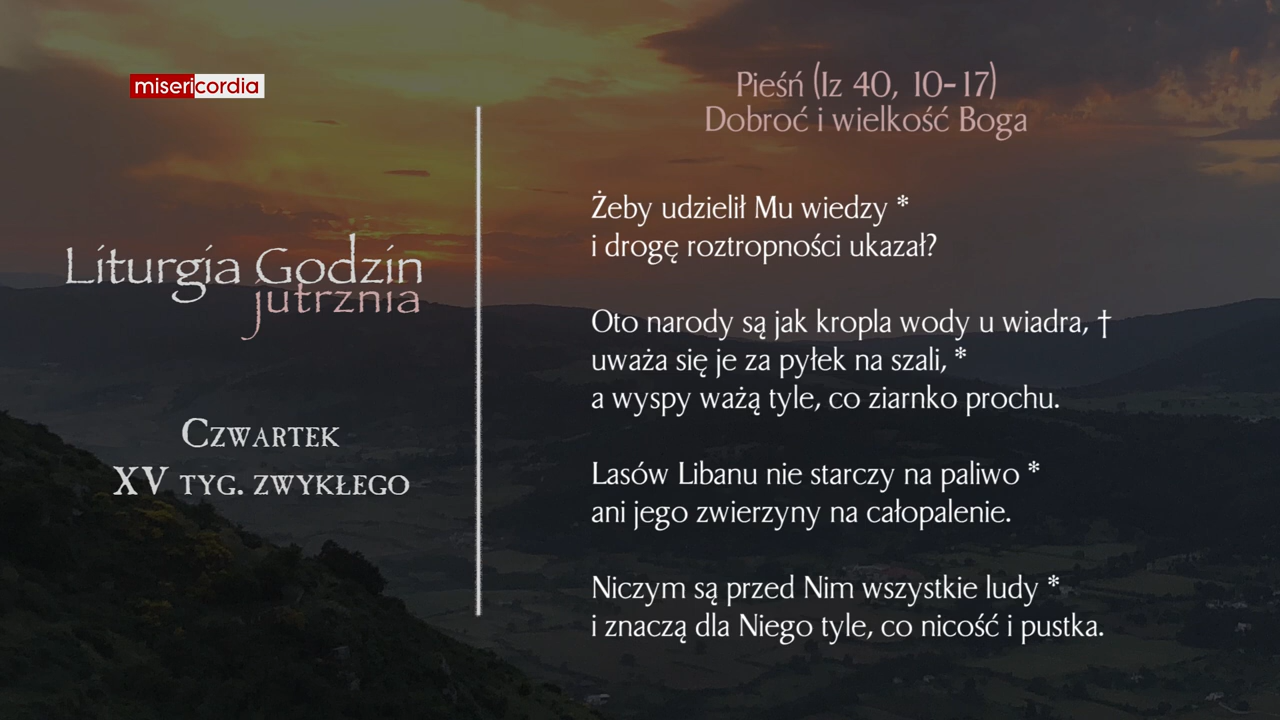 misericordia
Liturgia Godzin
jutrznia
Czwartek
XV tyg. zwykłego
Pieśń (Iz 40, 10-17)
Dobroć i wielkość Boga
Żeby udzielił Mu wiedzy *
i drogę roztropności ukazał?
Oto narody są jak kropla wody u wiadra, †
uważa się je za pyłek na szali, *
a wyspy ważą tyle, co ziarnko prochu.
Lasów Libanu nie starczy na paliwo *
ani jego zwierzyny na całopalenie.
Niczym są przed Nim wszystkie ludy *
i znaczą dla Niego tyle, co nicość i pustka.